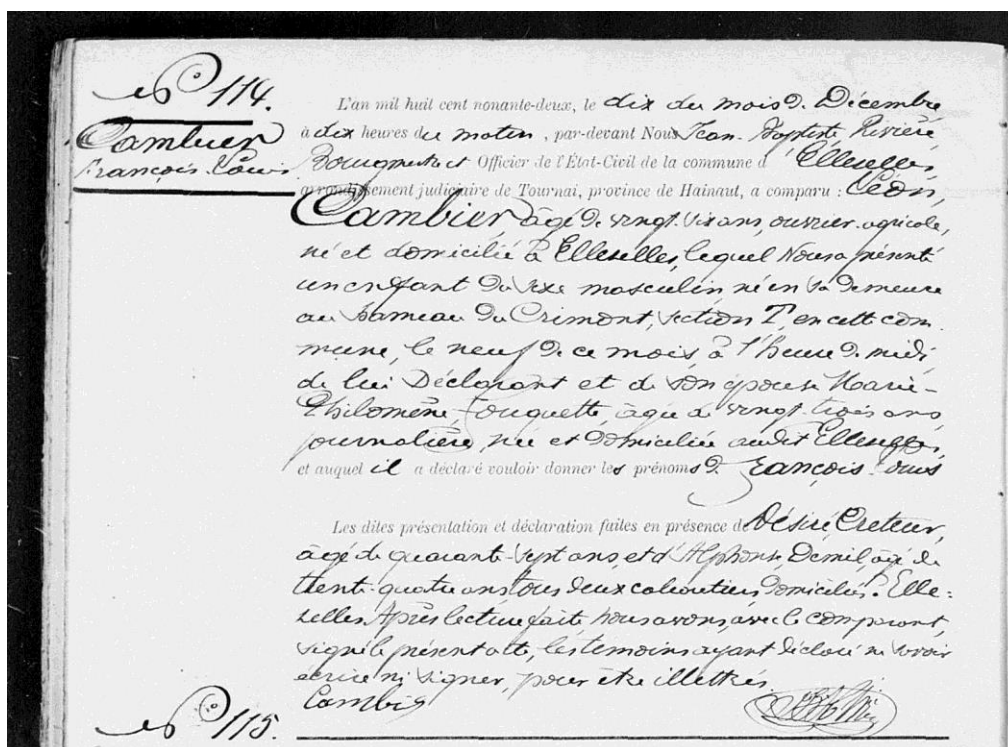 N° 114.
Cambier
François Louis
L'an mil huit cent nonante-deux, le dix du mois de Décembre
à dix heures du matin, par-devant Nous Jean-Baptiste Rivière
Bourgmestre et Officier de l'État-Civil de la commune d'Ellezelles,
arrondissement judiciaire de Tournai, province de Hainaut, a comparu : Léon
Cambier, âgé de vingt-six ans, ouvrier agricole,
né et domicilié à Ellezelles, lequel Nous a présenté
un enfant du sexe masculin né en sa demeure
au hameau du Crimont, section T, en cette com-
mune, le neuf de ce mois à l'heure de midi
de lui Déclarant et de son épouse Marie-
Philomène Fouquette, âgée de vingt-trois ans
journalière, née et domiciliée audit Ellezelles,
et auquel il a déclaré vouloir donner les prénoms de François Louis
Les dites présentation et déclaration faites en présence de Désiré Creteur,
âgé de quarante-sept ans, et d'Alphonse Demil, âgé de
trente-quatre ans tous deux domiciliés à Elle-
zelles. Après lecture faite nous avons, avec le comparant,
signé le présent acte, les témoins ayant déclaré ne savoir
écrire ni signer, pour être illettrés
Cambier
N° 115.